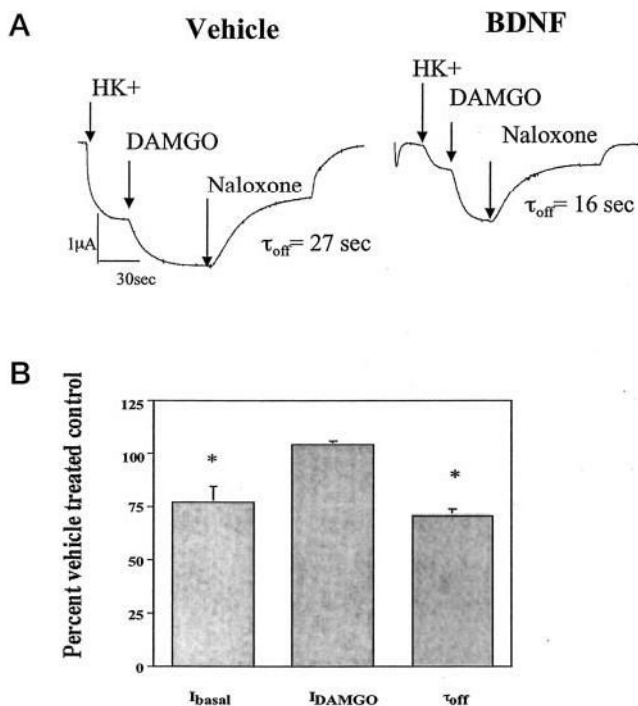 A
Vehicle
BDNF
HK+
DAMGO
Naloxone
τoff= 27 sec
1μA
30sec
HK+
DAMGO
Naloxone
τoff= 16 sec
B
Percent vehicle treated control
125
100
75
50
25
0
*
*
Ibasal
IDAMGO
τoff